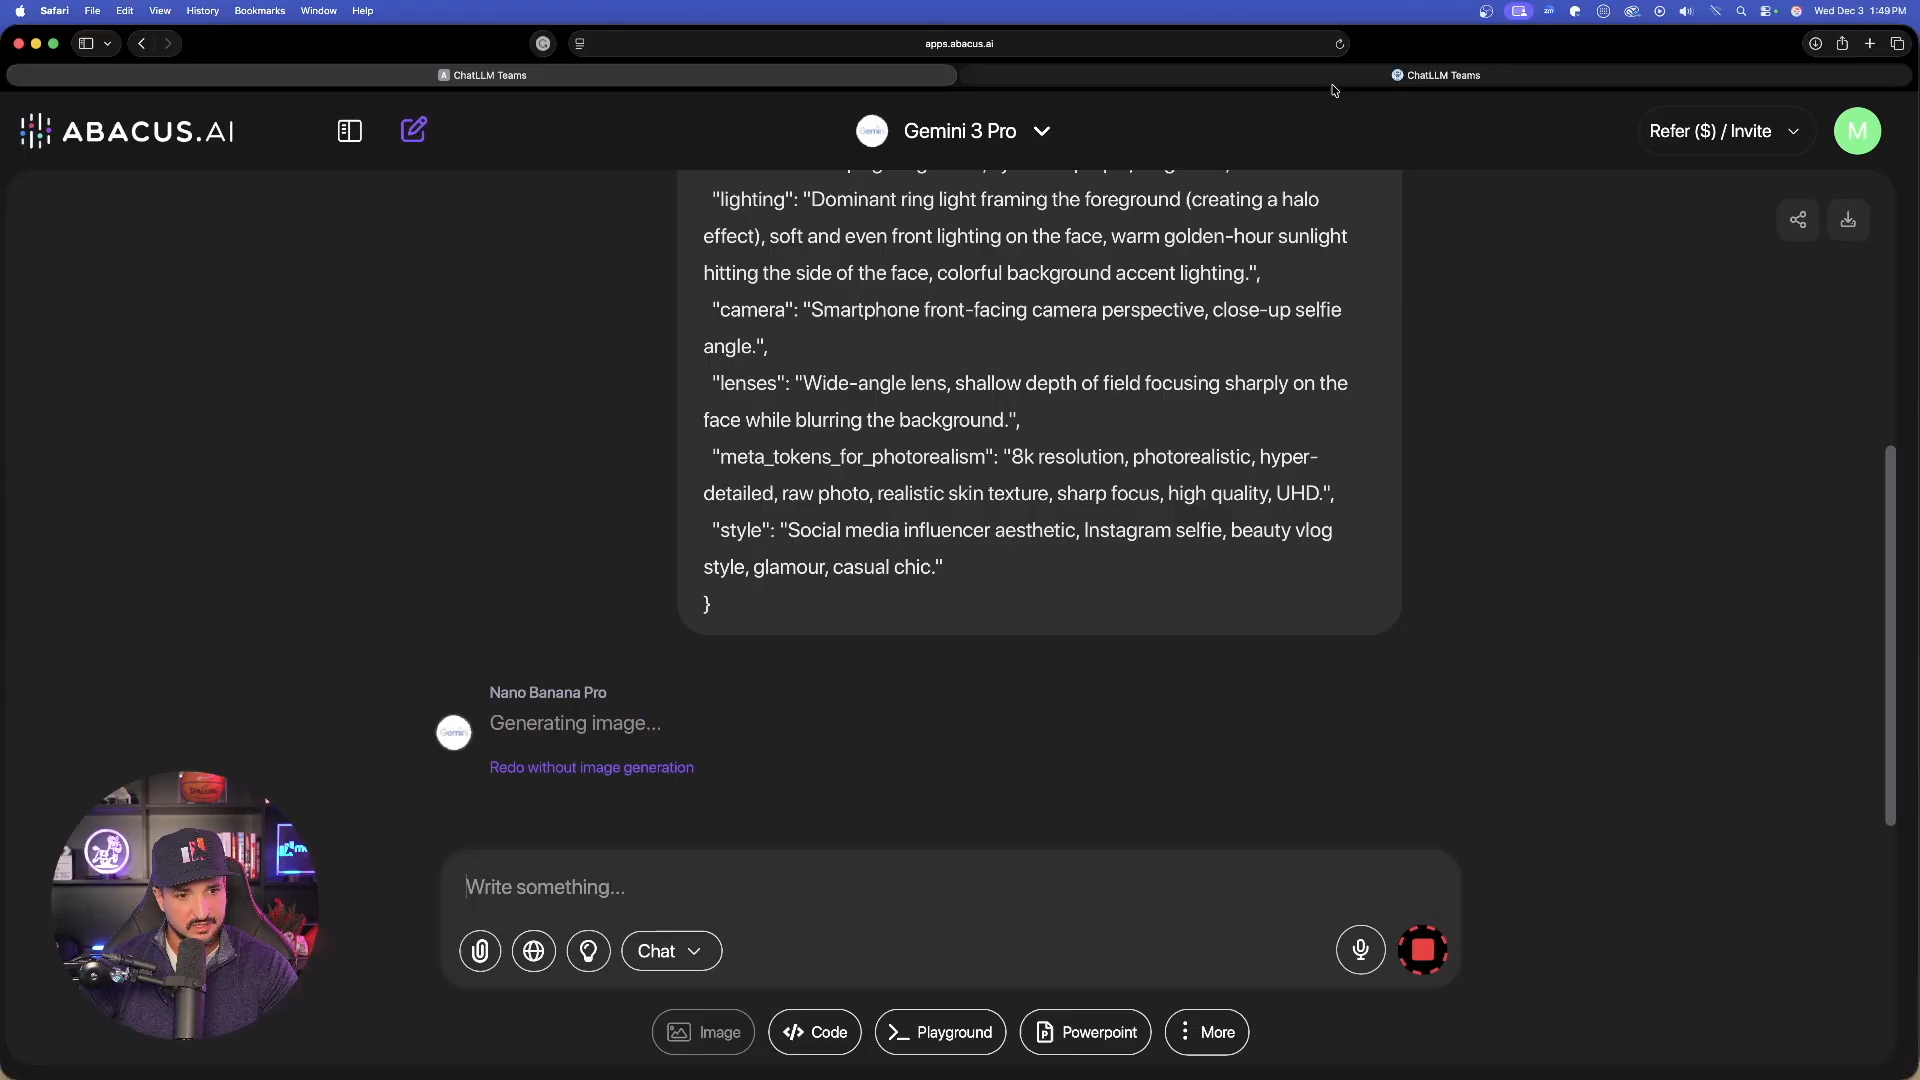 Safari File Edit View History Bookmarks Window Help
Wed Dec 3 1:49 PM
apps.abacus.ai
A ChatLLM Teams
ChatLLM Teams
ABACUS.AI
Gemini Gemini 3 Pro
Refer ($) / Invite
M
"lighting": "Dominant ring light framing the foreground (creating a halo
effect), soft and even front lighting on the face, warm golden-hour sunlight
hitting the side of the face, colorful background accent lighting.",
"camera": "Smartphone front-facing camera perspective, close-up selfie
angle.",
"lenses": "Wide-angle lens, shallow depth of field focusing sharply on the
face while blurring the background.",
"meta_tokens_for_photorealism": "8k resolution, photorealistic, hyper-
detailed, raw photo, realistic skin texture, sharp focus, high quality, UHD.",
"style": "Social media influencer aesthetic, Instagram selfie, beauty vlog
style, glamour, casual chic."
}
Nano Banana Pro
Gemini
Generating image...
Redo without image generation
SPALDING
Write something...
Chat
Image
</> Code
Playground
Powerpoint
More